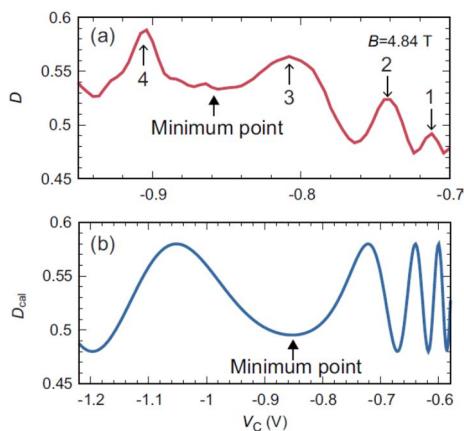 0.6
(a)
B=4.84 T
2
1
0.55
D
4
3
0.5
Minimum point
0.45
-0.9
-0.8
-0.7
0.6
(b)
0.55
Dcal
0.5
Minimum point
0.45
-1.2
-1.1
-1
-0.9
-0.8
-0.7
-0.6
VC (V)